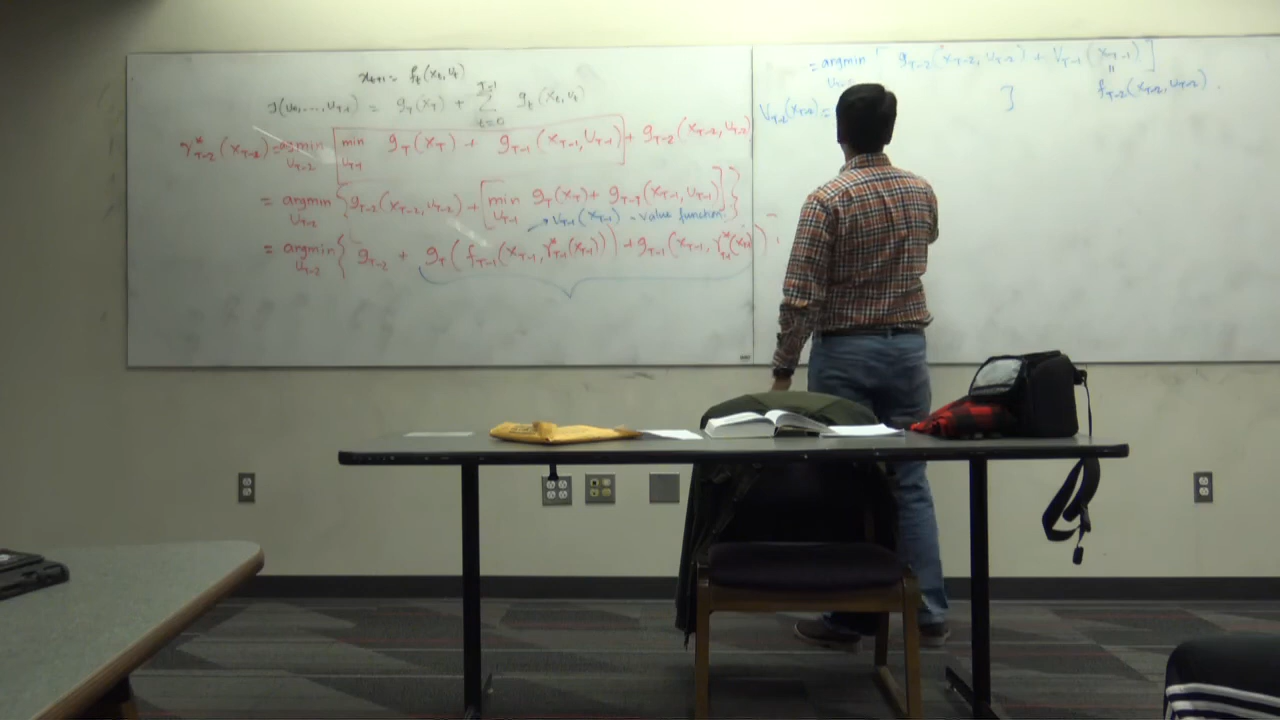 x_{t+1} = f_t(x_t, u_t)
J(u_0, ..., u_{T-1}) = g_T(x_T) + \sum_{t=0}^{T-1} g_t(x_t, u_t)
γ*_{T-2}(x_{T-2}) = argmin_{u_{T-2}} [ min_{u_{T-1}} g_T(x_T) + g_{T-1}(x_{T-1}, u_{T-1}) ] + g_{T-2}(x_{T-2}, u_{T-2})
= argmin_{u_{T-2}} { g_{T-2}(x_{T-2}, u_{T-2}) + [ min_{u_{T-1}} g_T(x_T) + g_{T-1}(x_{T-1}, u_{T-1}) ] }
→ V_{T-1}(x_{T-1}) - value function.
= argmin_{u_{T-2}} { g_{T-2} + g_T( f_{T-1}(x_{T-1}, γ*_{T-1}(x_{T-1})) ) + g_{T-1}(x_{T-1}, γ*_{T-1}(x_{T-1})) }.
= argmin_{u_{T-2}} [ g_{T-2}(x_{T-2}, u_{T-2}) + V_{T-1}(x_{T-1}) ]
"
f_{T-2}(x_{T-2}, u_{T-2}).
V_{T-2}(x_{T-2}) = ]